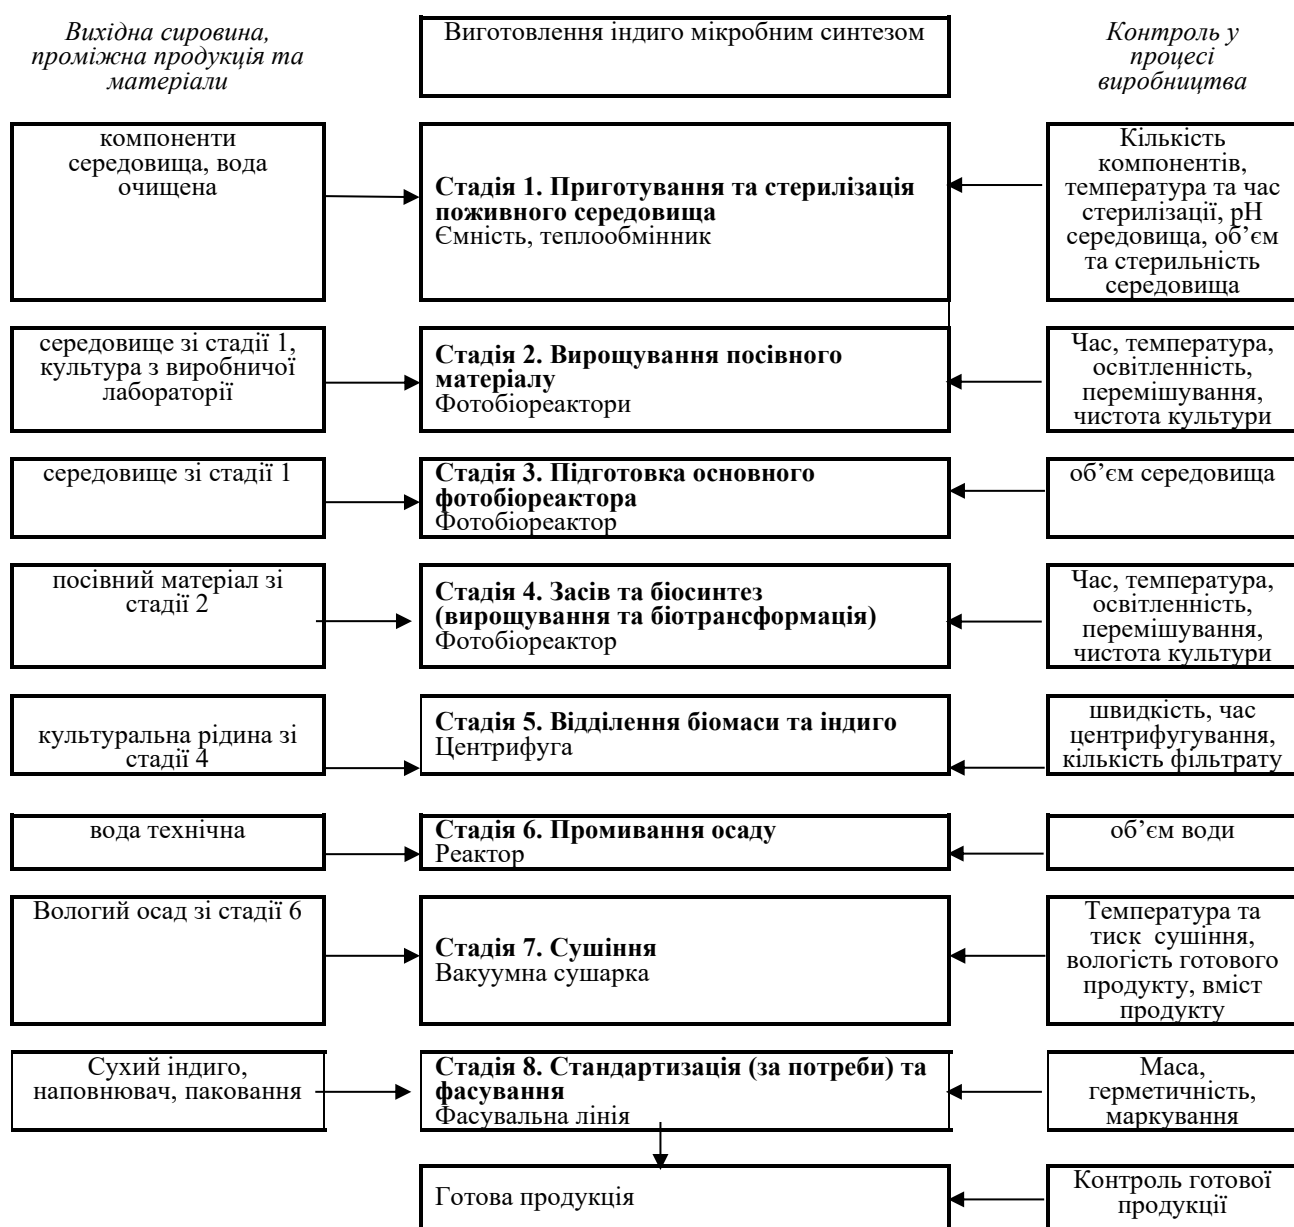 Вихідна сировина,
проміжна продукція та
матеріали
Виготовлення індиго мікробним синтезом
Контроль у
процесі
виробництва
компоненти
середовища, вода
очищена
Стадія 1. Приготування та стерилізація
поживного середовища
Ємність, теплообмінник
Кількість
компонентів,
температура та час
стерилізації, рН
середовища, об’єм
та стерильність
середовища
середовище зі стадії 1,
культура з виробничої
лабораторії
Стадія 2. Вирощування посівного
матеріалу
Фотобіореактори
Час, температура,
освітленність,
перемішування,
чистота культури
середовище зі стадії 1
Стадія 3. Підготовка основного
фотобіореактора
Фотобіореактор
об’єм середовища
посівний матеріал зі
стадії 2
Стадія 4. Засів та біосинтез
(вирощування та біотрансформація)
Фотобіореактор
Час, температура,
освітленність,
перемішування,
чистота культури
культуральна рідина зі
стадії 4
Стадія 5. Відділення біомаси та індиго
Центрифуга
швидкість, час
центрифугування,
кількість фільтрату
вода технічна
Стадія 6. Промивання осаду
Реактор
об’єм води
Вологий осад зі стадії 6
Стадія 7. Сушіння
Вакуумна сушарка
Температура та
тиск сушіння,
вологість готового
продукту, вміст
продукту
Сухий індиго,
наповнювач, паковання
Стадія 8. Стандартизація (за потреби) та
фасування
Фасувальна лінія
Маса,
герметичність,
маркування
Готова продукція
Контроль готової
продукції